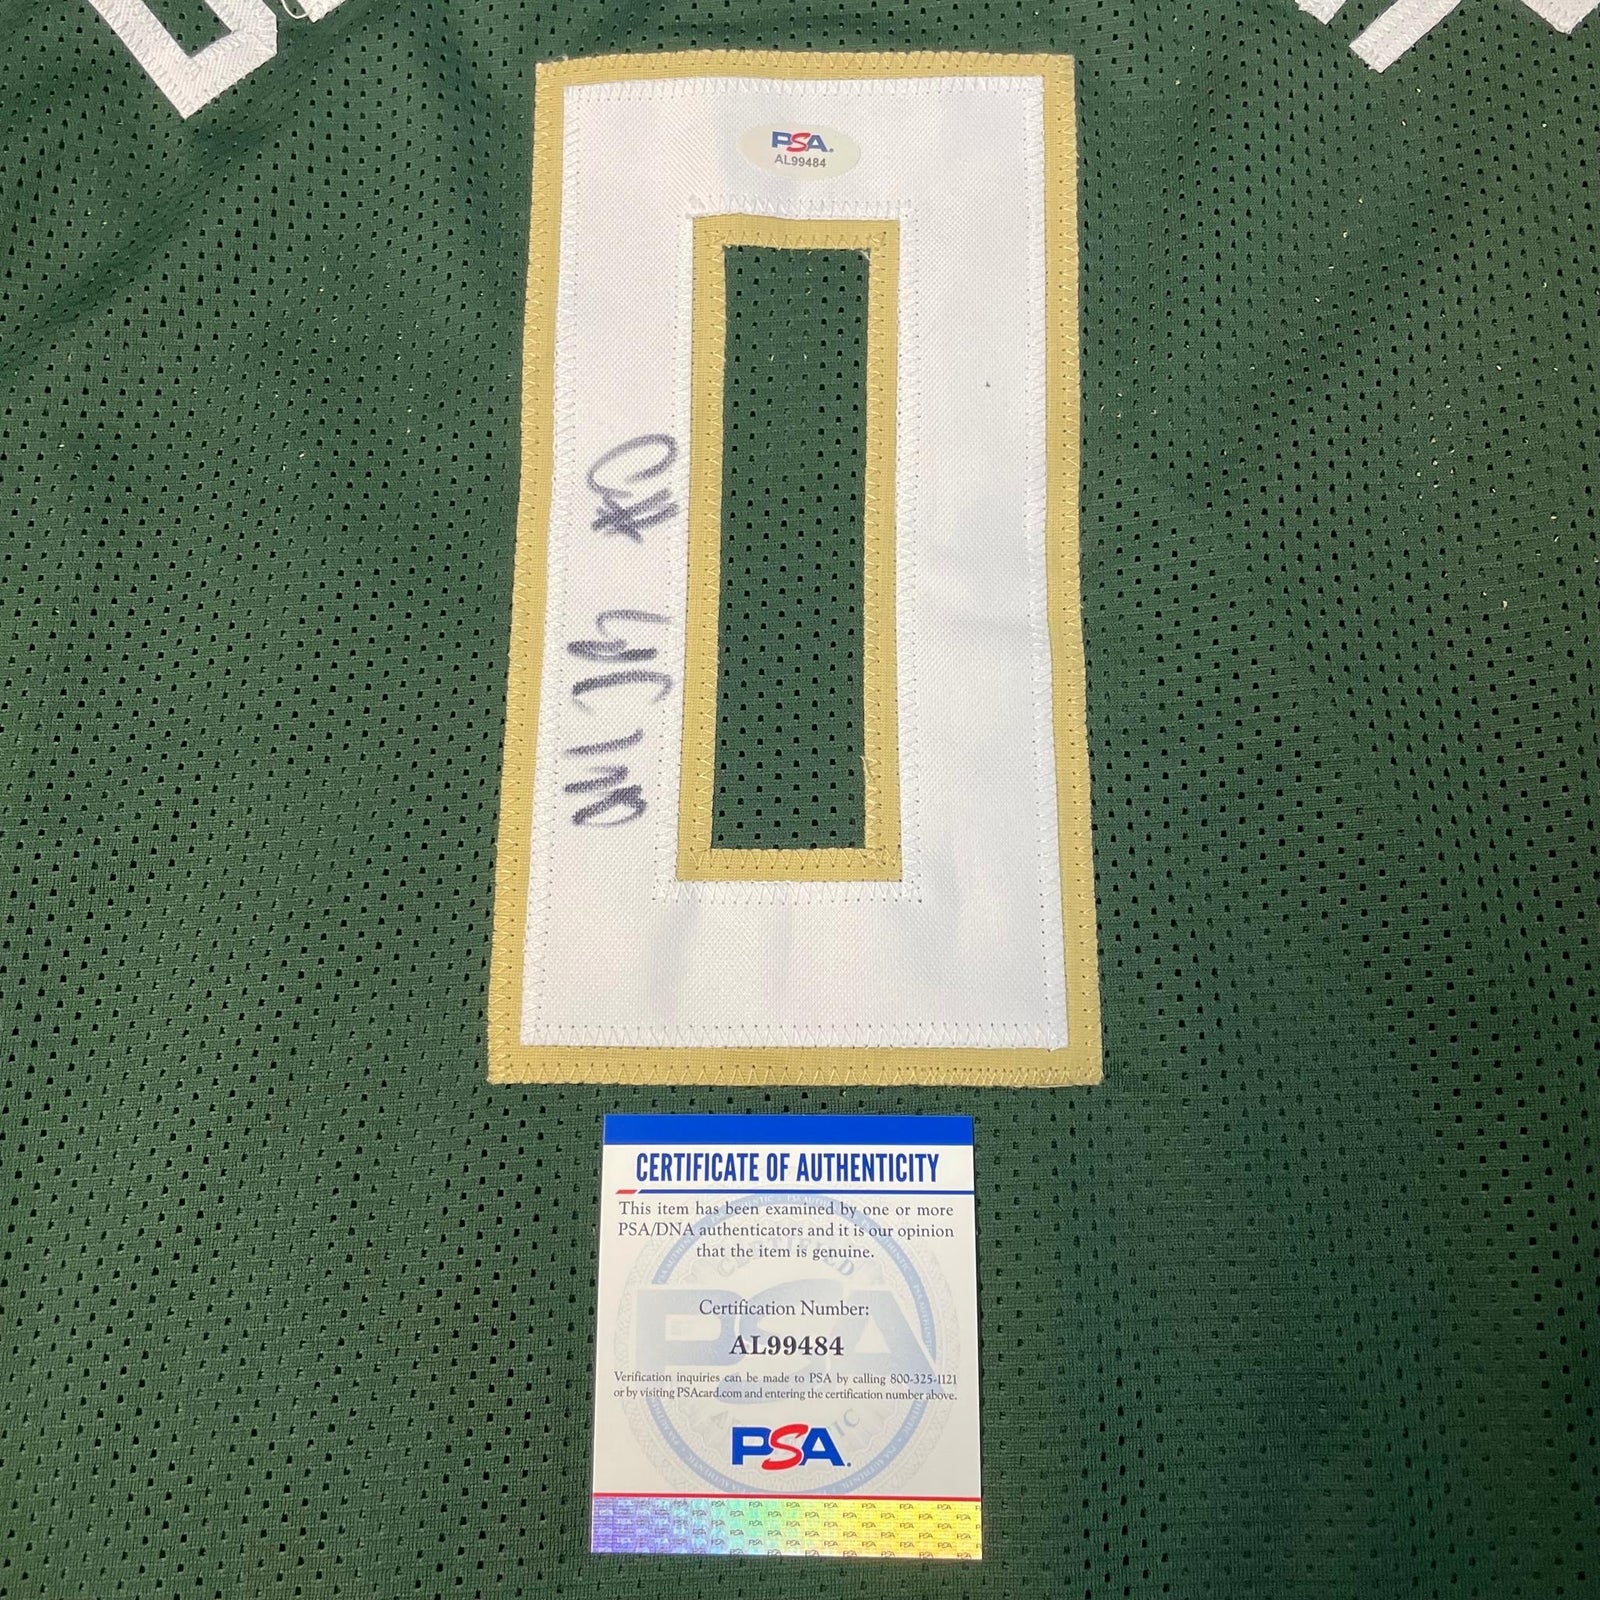 PSA
AL99484
0
CERTIFICATE OF AUTHENTICITY
This item has been examined by one or more
PSA/DNA authenticators and it is our opinion
that the item is genuine.
Certification Number:
AL99484
Verification inquiries can be made to PSA by calling 800-325-1121
or by visiting PSAcard.com and entering the certification number above.
PSA